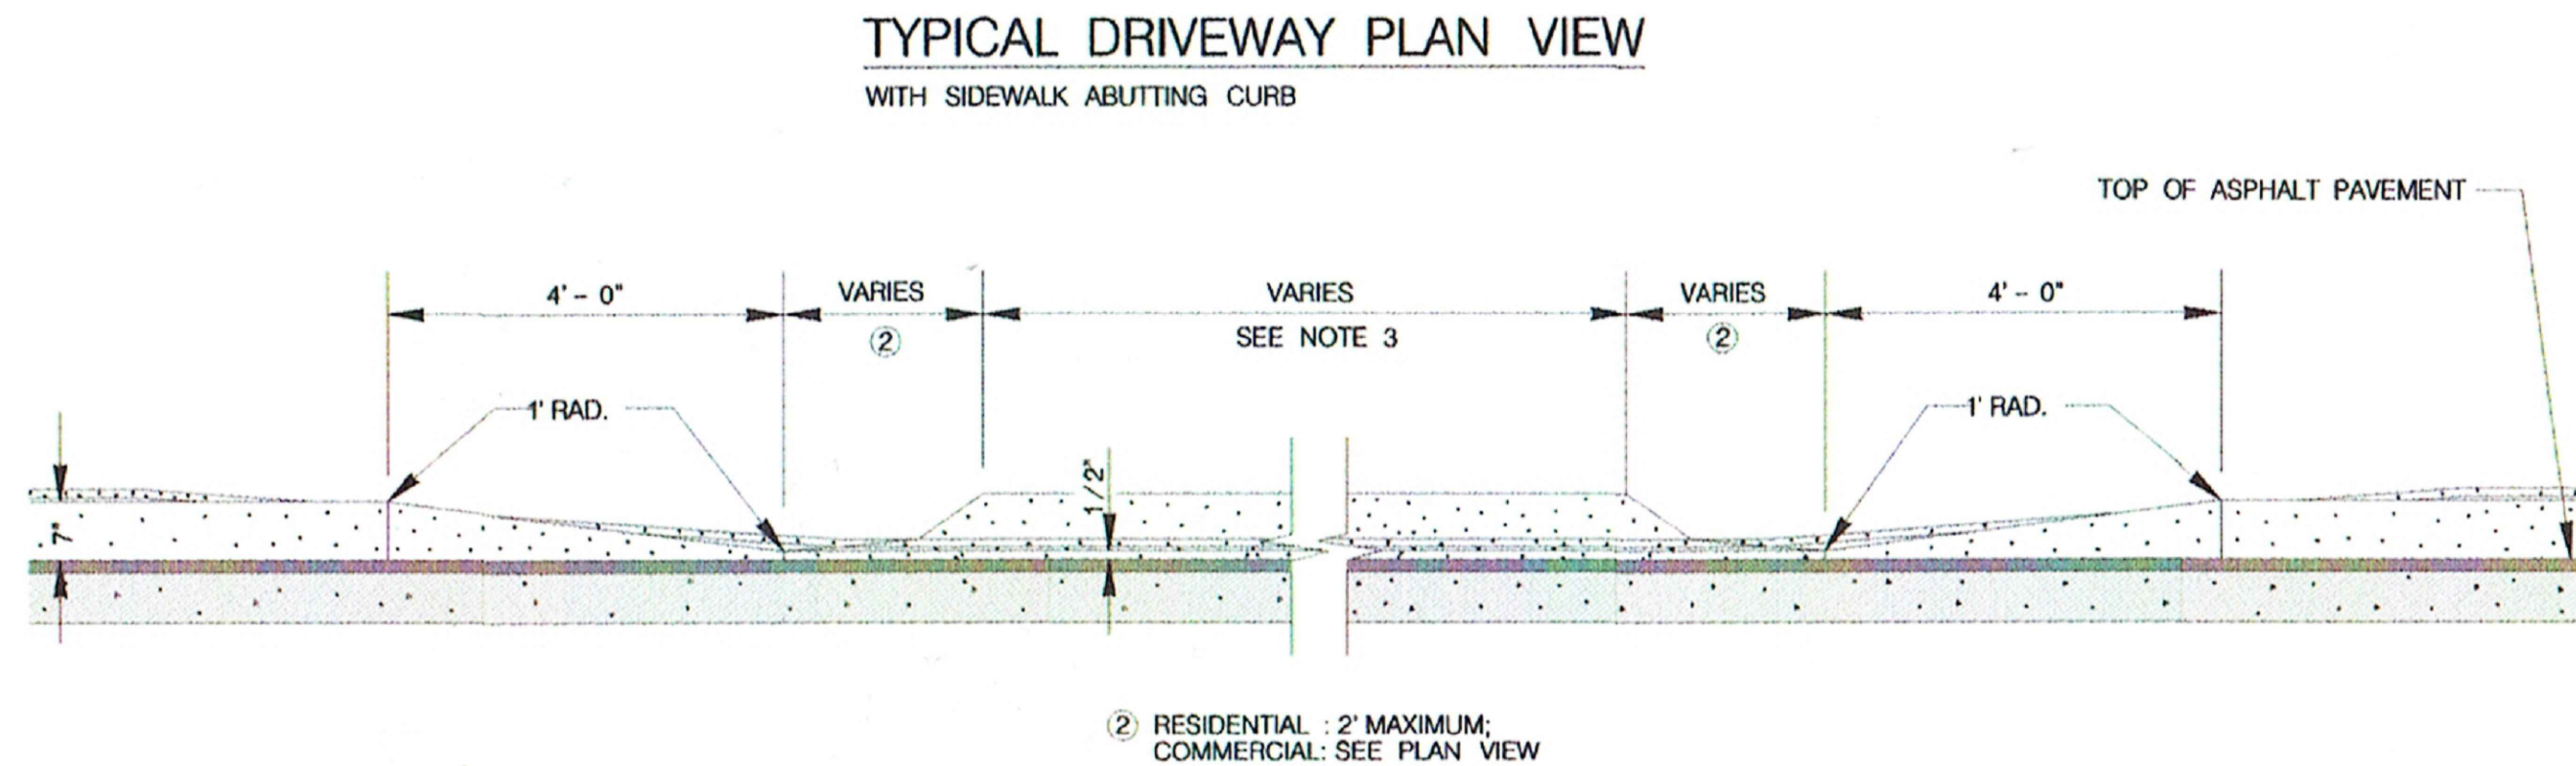 TYPICAL DRIVEWAY PLAN VIEW
WITH SIDEWALK ABUTTING CURB
TOP OF ASPHALT PAVEMENT
4' - 0" VARIES VARIES VARIES 4' - 0"
② SEE NOTE 3 ②
1' RAD. 1' RAD.
1/2"
7"
② RESIDENTIAL : 2' MAXIMUM;
COMMERCIAL: SEE PLAN VIEW